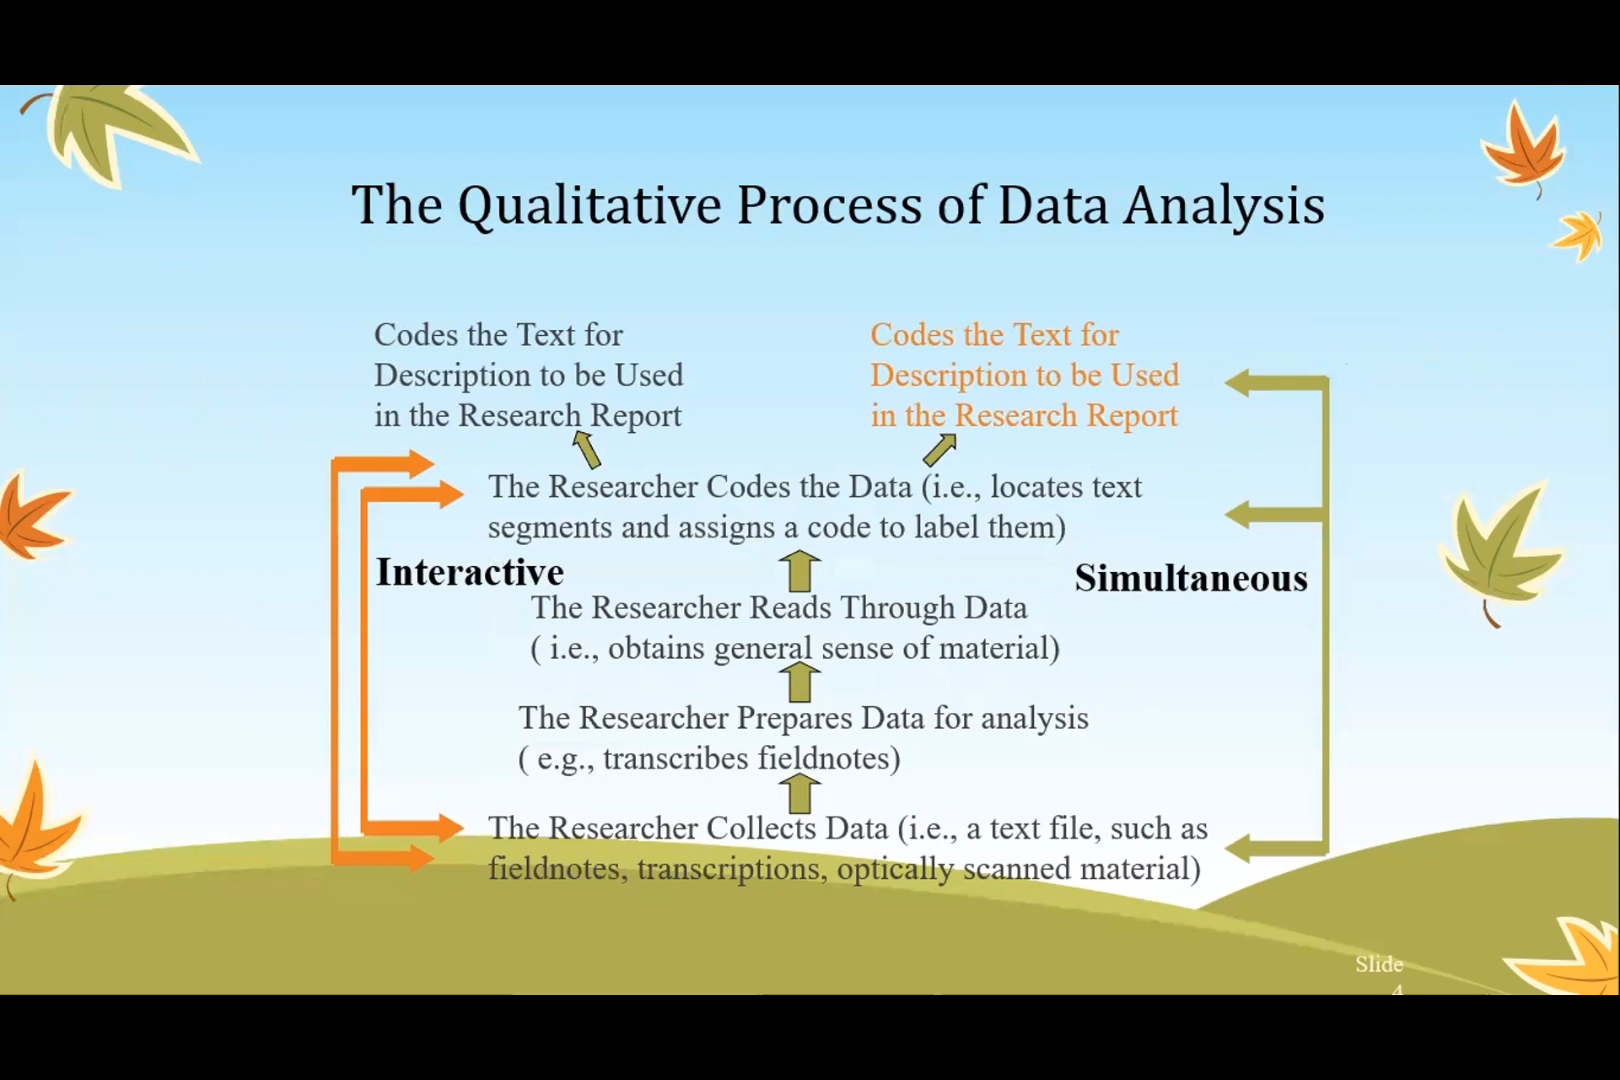 The Qualitative Process of Data Analysis
Codes the Text for
Description to be Used
in the Research Report
Codes the Text for
Description to be Used
in the Research Report
The Researcher Codes the Data (i.e., locates text
segments and assigns a code to label them)
Interactive
Simultaneous
The Researcher Reads Through Data
( i.e., obtains general sense of material)
The Researcher Prepares Data for analysis
( e.g., transcribes fieldnotes)
The Researcher Collects Data (i.e., a text file, such as
fieldnotes, transcriptions, optically scanned material)
Slide
4